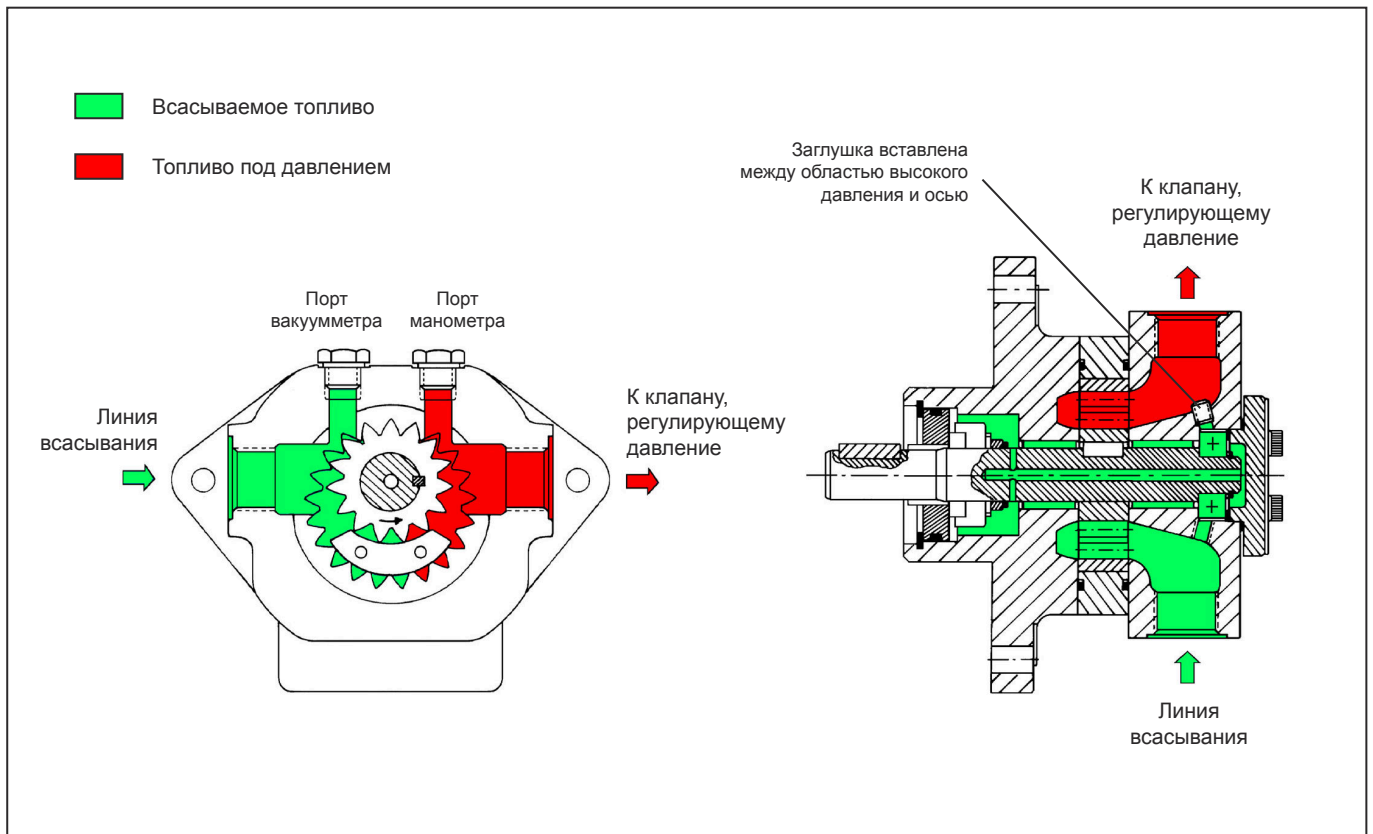 Всасываемое топливо
Топливо под давлением
Заглушка вставлена
между областью высокого
давления и осью
К клапану,
регулирующему
давление
Порт
вакуумметра
Порт
манометра
Линия
всасывания
К клапану,
регулирующему
давление
Линия
всасывания